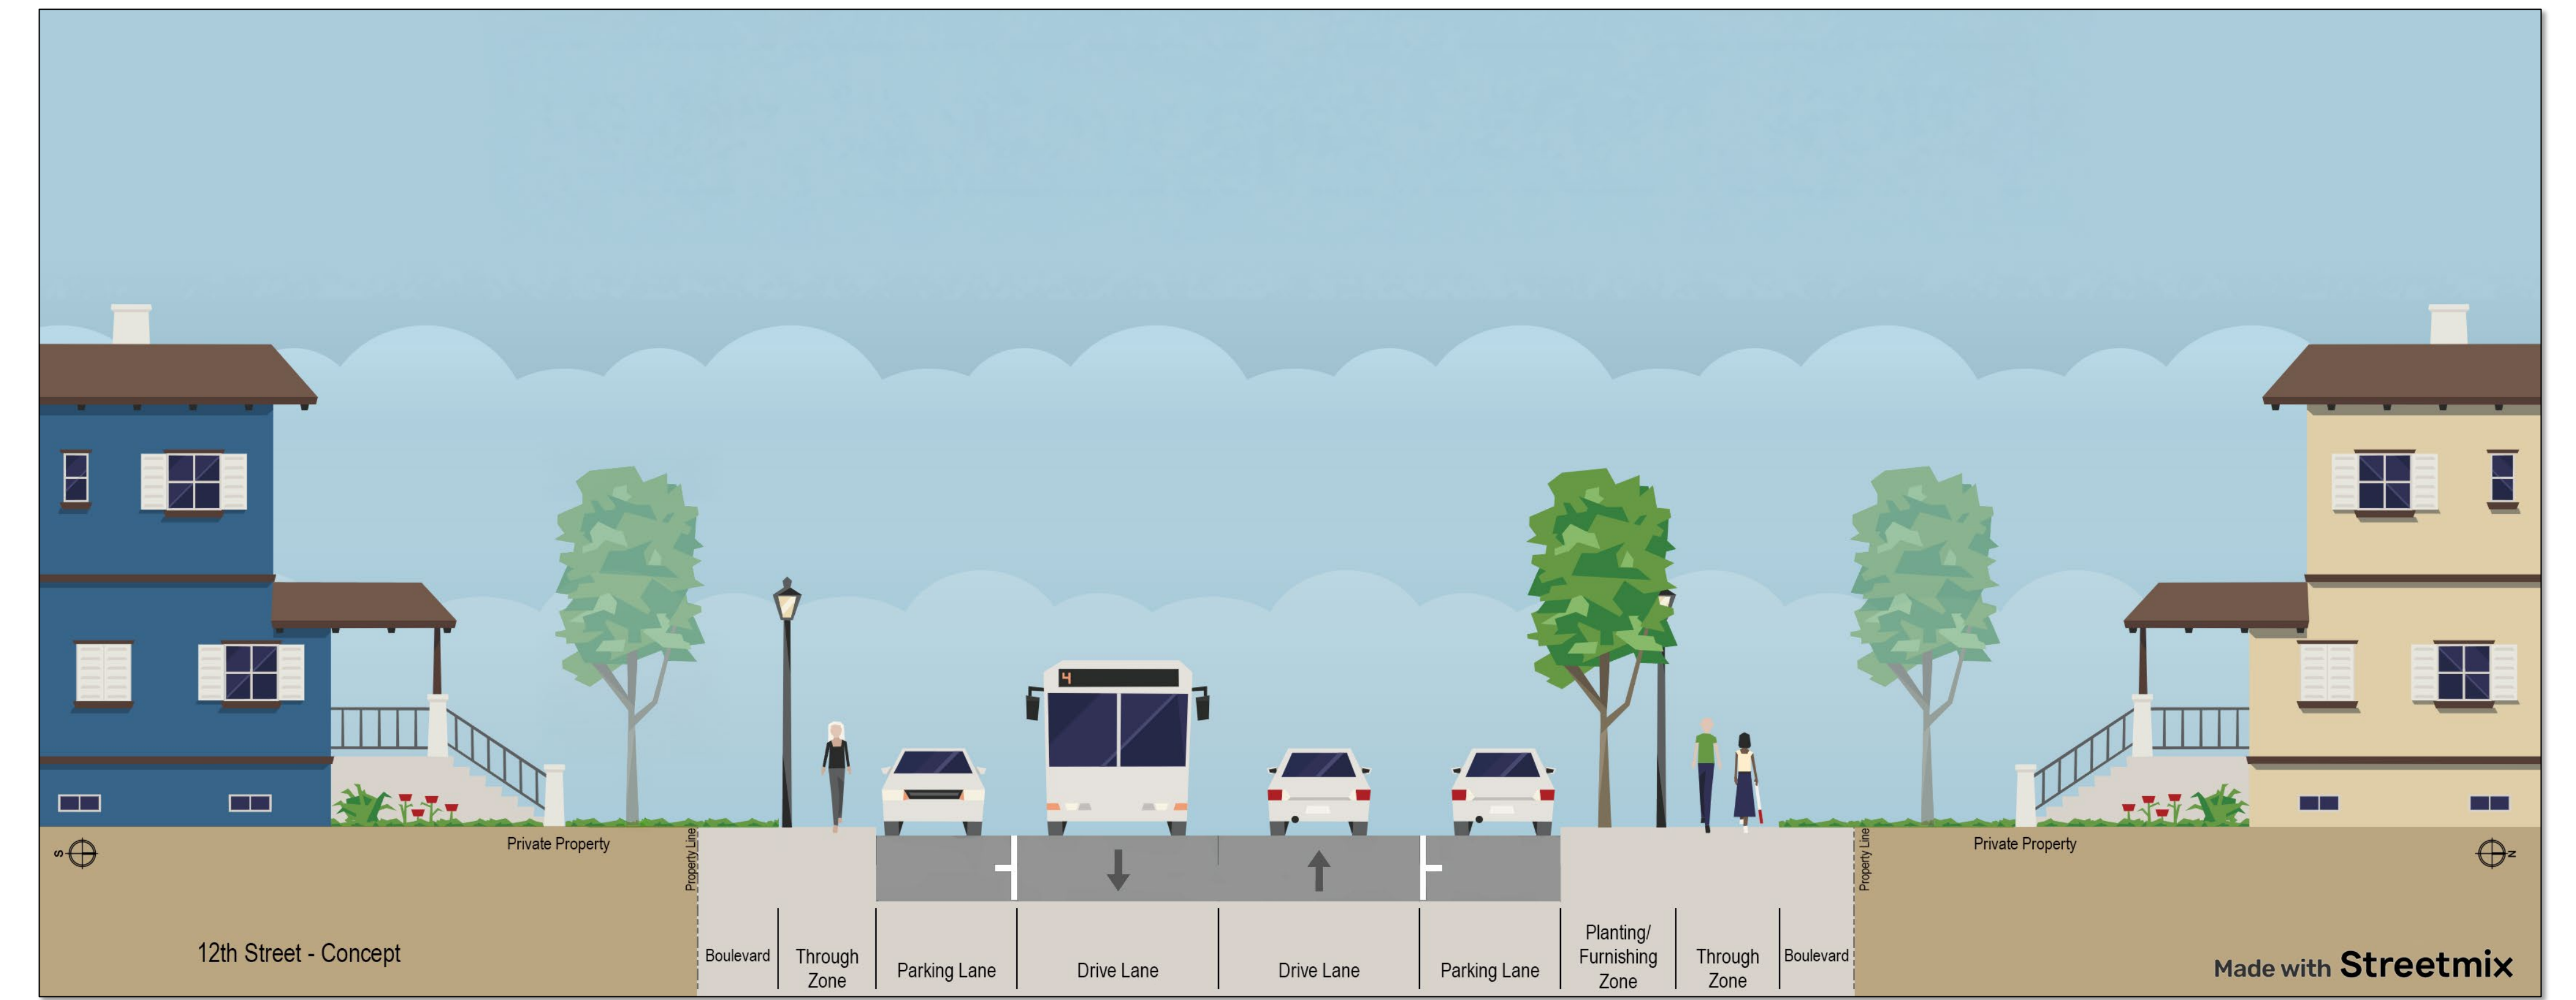 4
Private Property
Property Line
Property Line
Private Property
S
N
12th Street - Concept
Boulevard
Through
Zone
Parking Lane
Drive Lane
Drive Lane
Parking Lane
Planting/
Furnishing
Zone
Through
Zone
Boulevard
Made with Streetmix